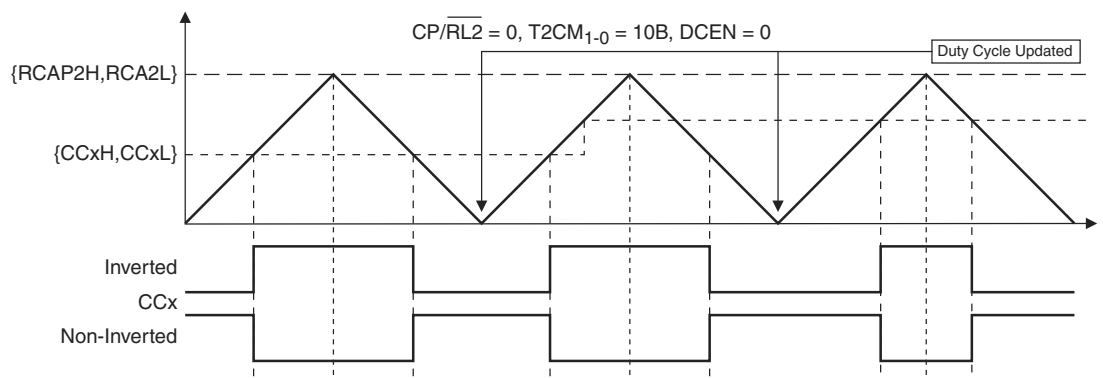 CP/RL2 = 0, T2CM1-0 = 10B, DCEN = 0
Duty Cycle Updated
{RCAP2H,RCA2L}
{CCxH,CCxL}
Inverted
CCx
Non-Inverted